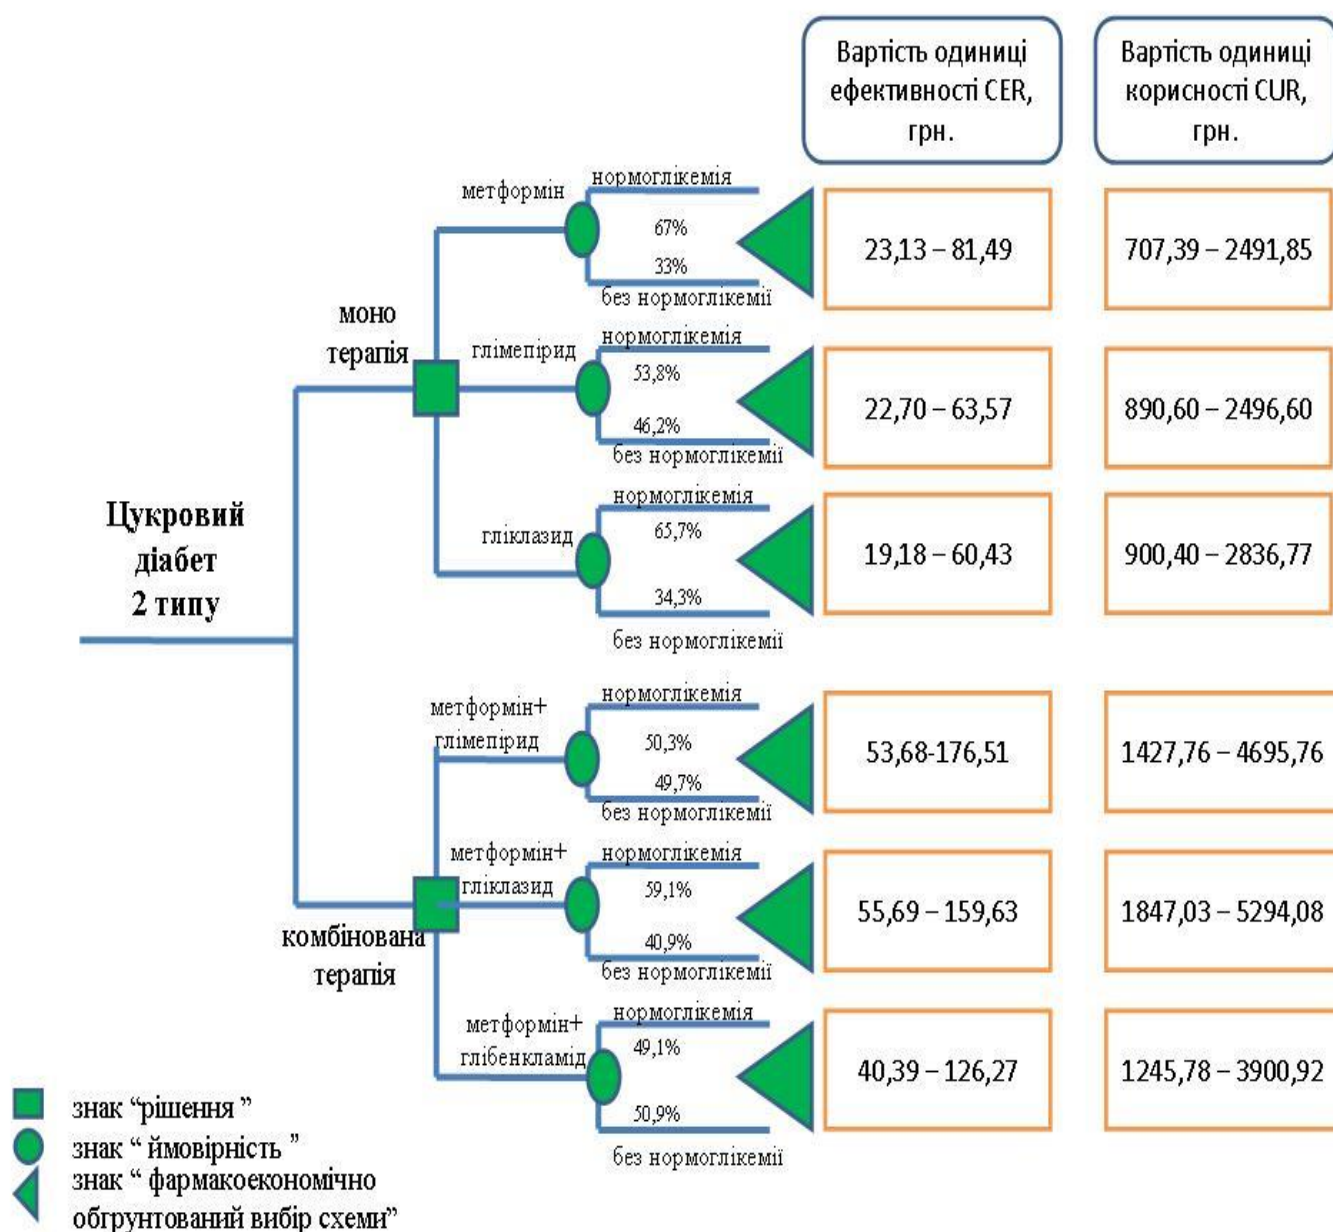 Вартість одиниці
ефективності CER,
грн.
Вартість одиниці
корисності CUR,
грн.
метформін
нормоглікемія
67%
33%
без нормоглікемії
23,13 – 81,49
707,39 – 2491,85
моно
терапія
глімепірид
нормоглікемія
53,8%
46,2%
без нормоглікемії
22,70 – 63,57
890,60 – 2496,60
гліклазид
нормоглікемія
65,7%
34,3%
без нормоглікемії
19,18 – 60,43
900,40 – 2836,77
Цукровий
діабет
2 типу
метформін+
глімепірид
нормоглікемія
50,3%
49,7%
без нормоглікемії
53,68-176,51
1427,76 – 4695,76
метформін+
гліклазид
нормоглікемія
59,1%
40,9%
без нормоглікемії
55,69 – 159,63
1847,03 – 5294,08
комбінована
терапія
метформін+
глібенкламід
нормоглікемія
49,1%
50,9%
без нормоглікемії
40,39 – 126,27
1245,78 – 3900,92
знак “рішення ”
знак “ ймовірність ”
знак “ фармакоекономічно
обгрунтований вибір схеми”